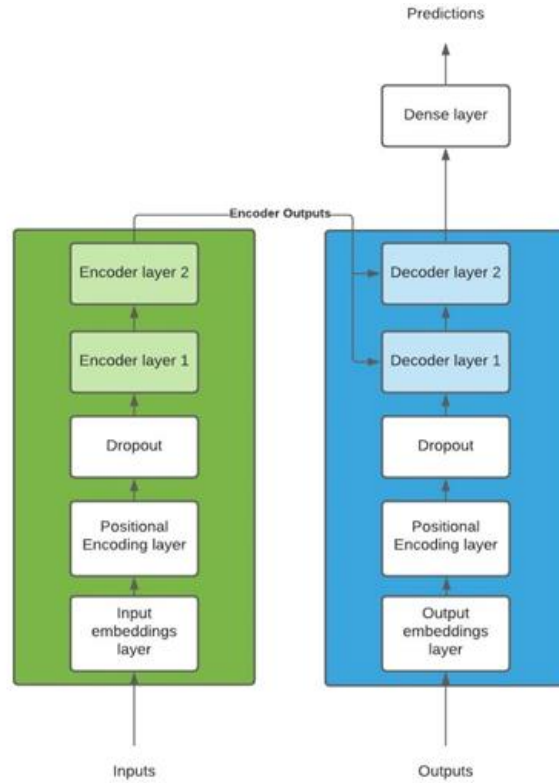 Predictions
Dense layer
Encoder Outputs
Encoder layer 2
Encoder layer 1
Dropout
Positional
Encoding layer
Input
embeddings
layer
Inputs
Decoder layer 2
Decoder layer 1
Dropout
Positional
Encoding layer
Output
embeddings
layer
Outputs